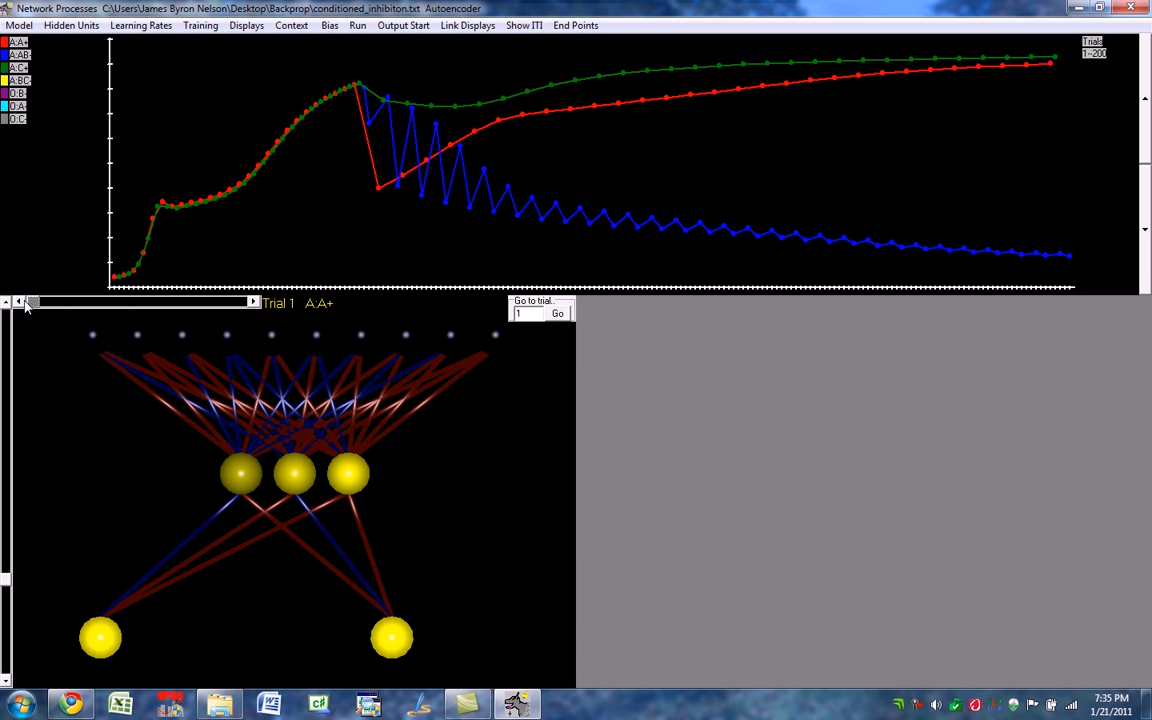 Network Processes C:\Users\James Byron Nelson\Desktop\Backprop\conditioned_inhibiton.txt Autoencoder
Model Hidden Units Learning Rates Training Displays Context Bias Run Output Start Link Displays Show ITI End Points
A:A+
A:AB-
A:C+
A:BC-
O:B-
O:A-
O:C-
Trials
1--200
Trial 1 A:A+
Go to trial..
1 Go
7:35 PM
1/21/2011